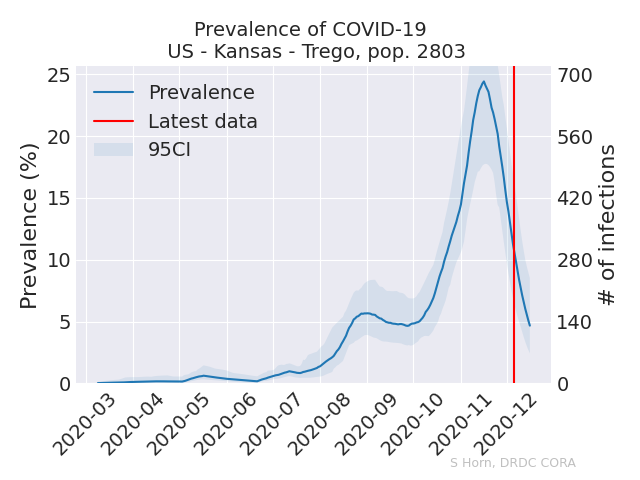 Prevalence of COVID-19
US - Kansas - Trego, pop. 2803
Prevalence (%)
25
20
15
10
5
0
Prevalence
Latest data
95CI
700
560
420
280
140
0
# of infections
2020-03
2020-04
2020-05
2020-06
2020-07
2020-08
2020-09
2020-10
2020-11
2020-12
S Horn, DRDC CORA